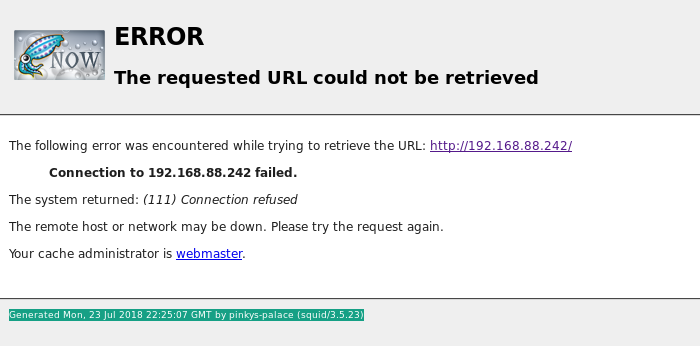 NOW
ERROR
The requested URL could not be retrieved
The following error was encountered while trying to retrieve the URL: http://192.168.88.242/
Connection to 192.168.88.242 failed.
The system returned: (111) Connection refused
The remote host or network may be down. Please try the request again.
Your cache administrator is webmaster.
Generated Mon, 23 Jul 2018 22:25:07 GMT by pinkys-palace (squid/3.5.23)